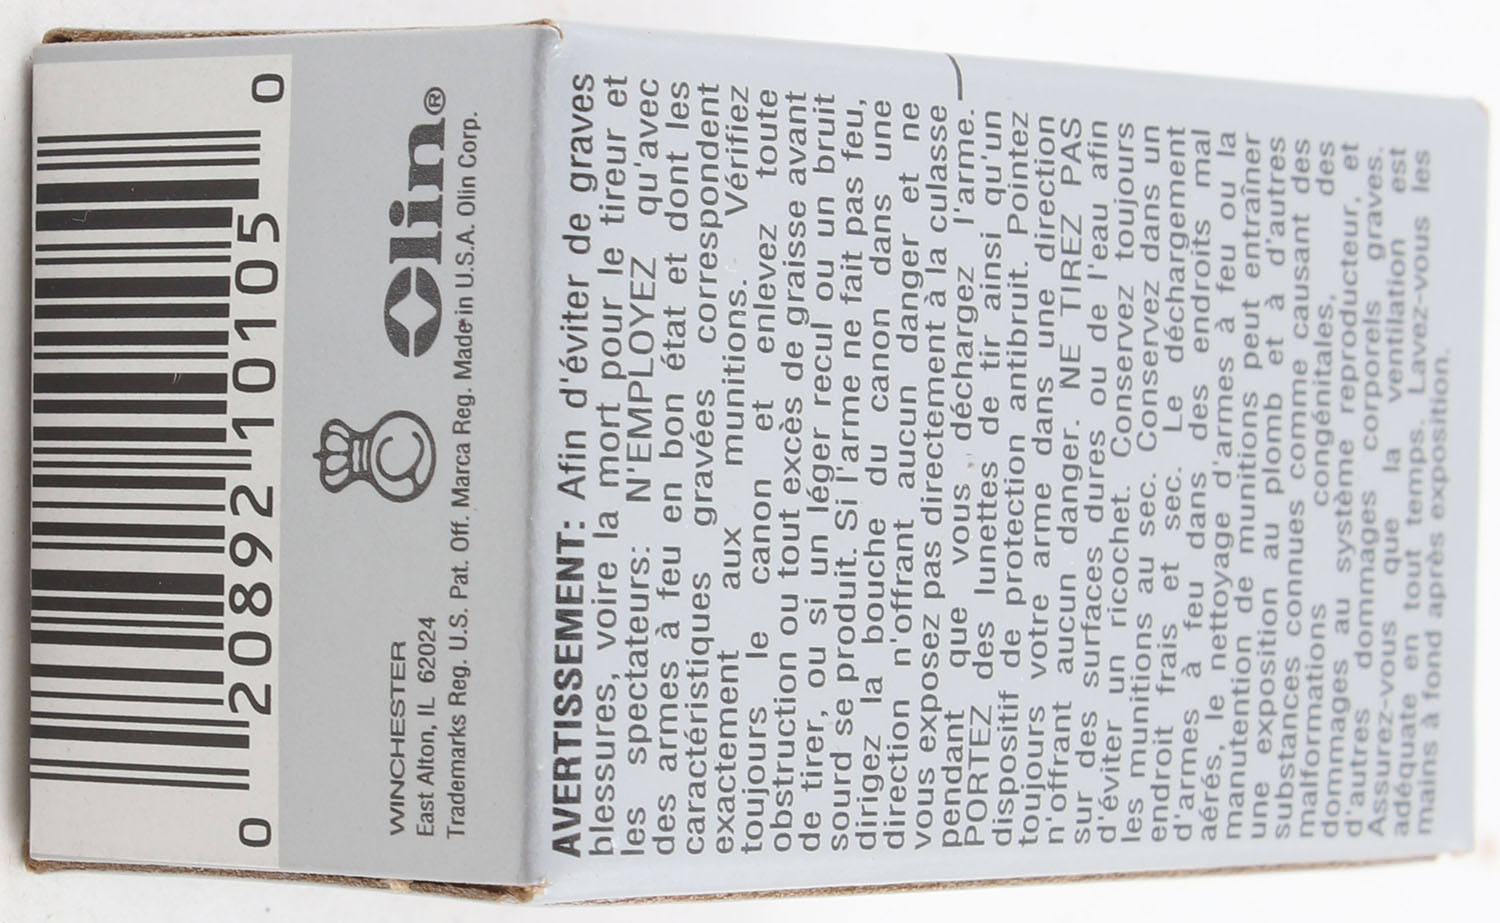 0 20892 10105 0
Olin®
WINCHESTER
East Alton, IL 62024
Trademarks Reg. U.S. Pat. Off. Marca Reg. Made in U.S.A. Olin Corp.
AVERTISSEMENT: Afin d'éviter de graves
blessures, voire la mort pour le tireur et
les spectateurs: N'EMPLOYEZ qu'avec
des armes à feu en bon état et dont les
caractéristiques gravées correspondent
exactement aux munitions. Vérifiez
toujours le canon et enlevez toute
obstruction ou tout excès de graisse avant
de tirer, ou si un léger recul ou un bruit
sourd se produit. Si l'arme ne fait pas feu,
dirigez la bouche du canon dans une
direction n'offrant aucun danger et ne
vous exposez pas directement à la culasse
pendant que vous déchargez l'arme.
PORTEZ des lunettes de tir ainsi qu'un
dispositif de protection antibruit. Pointez
toujours votre arme dans une direction
n'offrant aucun danger. NE TIREZ PAS
sur des surfaces dures ou de l'eau afin
d'éviter un ricochet. Conservez toujours
les munitions au sec. Conservez dans un
endroit frais et sec. Le déchargement
d'armes à feu dans des endroits mal
aérés, le nettoyage d'armes à feu ou la
manutention de munitions peut entraîner
une exposition au plomb et à d'autres
substances connues comme causant des
malformations congénitales, des
dommages au système reproducteur, et
d'autres dommages corporels graves.
Assurez-vous que la ventilation est
adéquate en tout temps. Lavez-vous les
mains à fond après exposition.